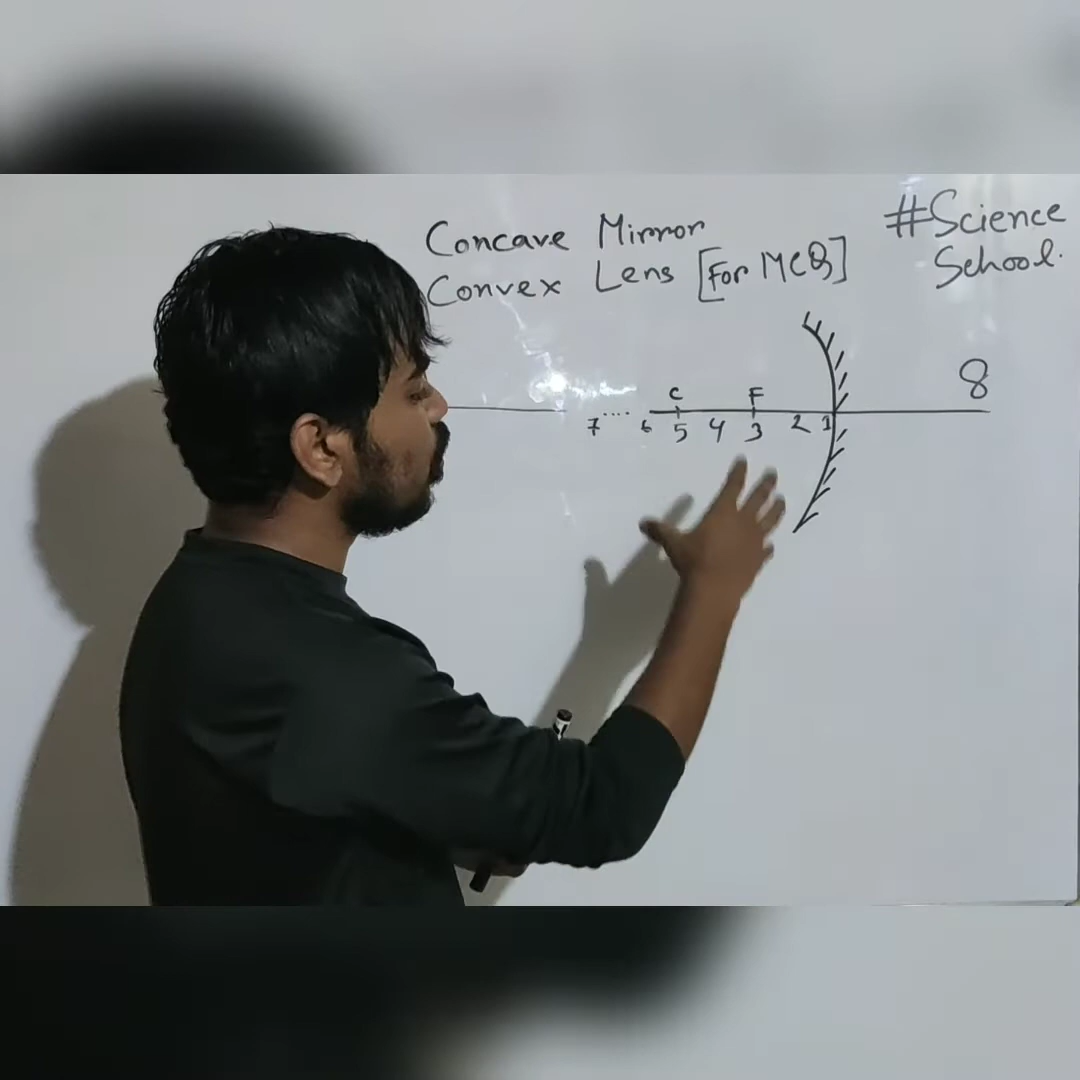 Concave Mirror
Convex Lens [For MCQ]
#Science
School.
8
C F
7 .... 6 5 4 3 2 1